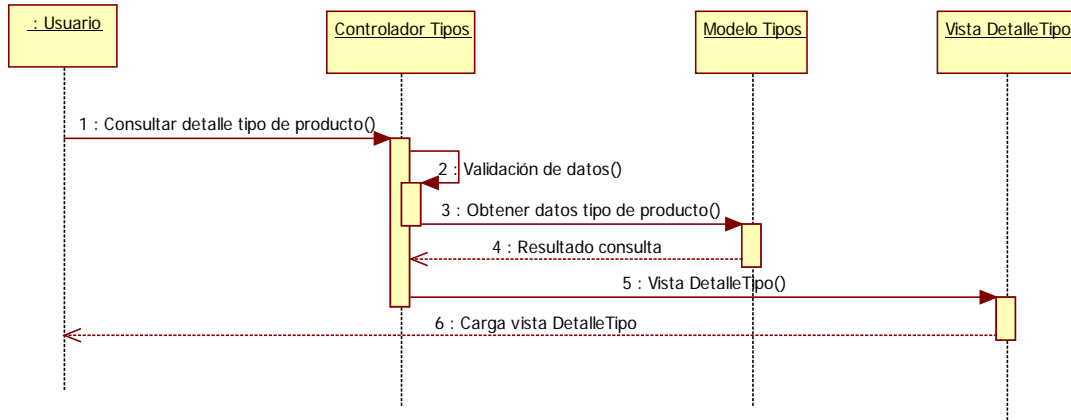 : Usuario
Controlador Tipos
Modelo Tipos
Vista DetalleTipo
1 : Consultar detalle tipo de producto()
2 : Validación de datos()
3 : Obtener datos tipo de producto()
4 : Resultado consulta
5 : Vista DetalleTipo()
6 : Carga vista DetalleTipo